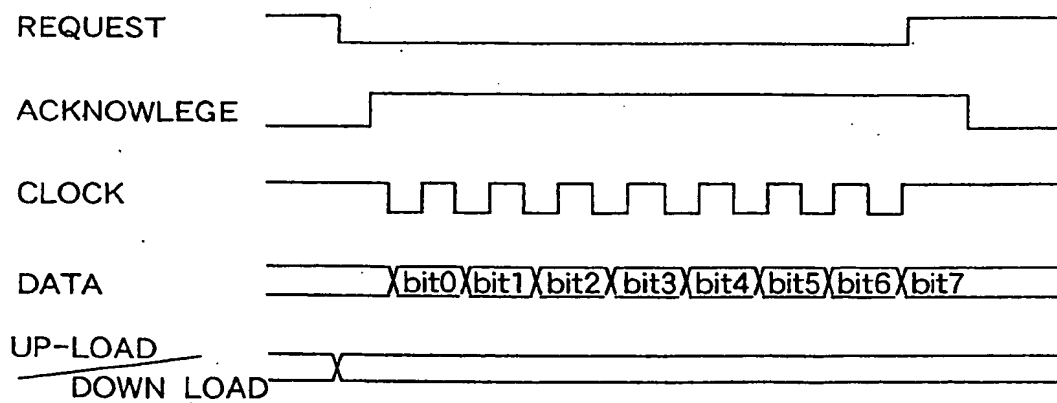 REQUEST
ACKNOWLEGE
CLOCK
DATA
bit0 bit1 bit2 bit3 bit4 bit5 bit6 bit7
UP-LOAD
DOWN LOAD